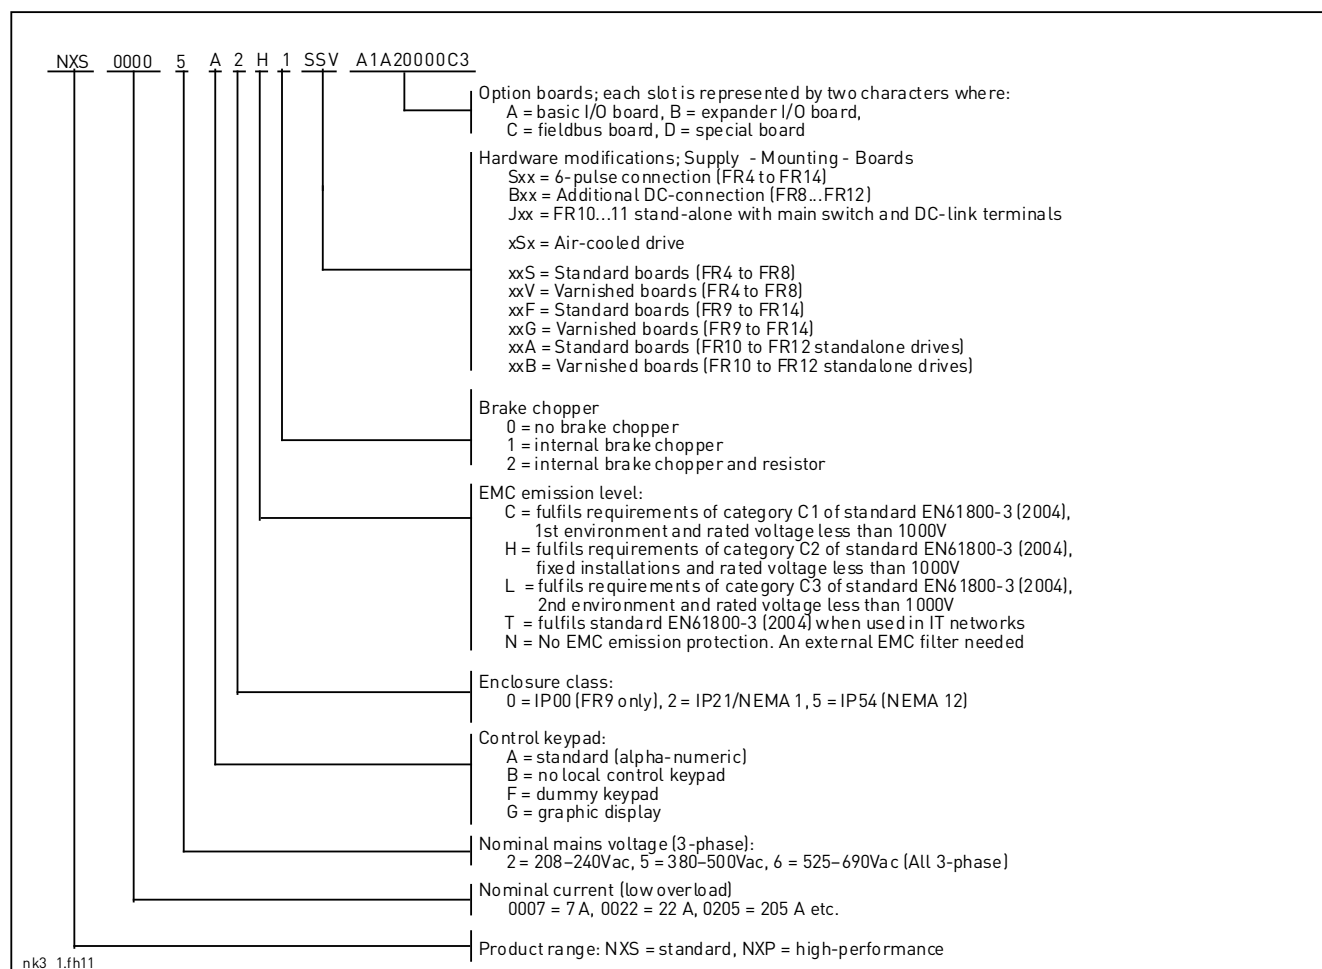 NXS 0000 5 A 2 H 1 SSV A1A20000C3
Option boards; each slot is represented by two characters where:
A = basic I/O board, B = expander I/O board,
C = fieldbus board, D = special board
Hardware modifications; Supply - Mounting - Boards
Sxx = 6-pulse connection (FR4 to FR14)
Bxx = Additional DC-connection (FR8...FR12)
Jxx = FR10...11 stand-alone with main switch and DC-link terminals
xSx = Air-cooled drive
xxS = Standard boards (FR4 to FR8)
xxV = Varnished boards (FR4 to FR8)
xxF = Standard boards (FR9 to FR14)
xxG = Varnished boards (FR9 to FR14)
xxA = Standard boards (FR10 to FR12 standalone drives)
xxB = Varnished boards (FR10 to FR12 standalone drives)
Brake chopper
0 = no brake chopper
1 = internal brake chopper
2 = internal brake chopper and resistor
EMC emission level:
C = fulfils requirements of category C1 of standard EN61800-3 (2004),
1st environment and rated voltage less than 1000V
H = fulfils requirements of category C2 of standard EN61800-3 (2004),
fixed installations and rated voltage less than 1000V
L = fulfils requirements of category C3 of standard EN61800-3 (2004),
2nd environment and rated voltage less than 1000V
T = fulfils standard EN61800-3 (2004) when used in IT networks
N = No EMC emission protection. An external EMC filter needed
Enclosure class:
0 = IP00 (FR9 only), 2 = IP21/NEMA 1, 5 = IP54 (NEMA 12)
Control keypad:
A = standard (alpha-numeric)
B = no local control keypad
F = dummy keypad
G = graphic display
Nominal mains voltage (3-phase):
2 = 208–240Vac, 5 = 380–500Vac, 6 = 525–690Vac (All 3-phase)
Nominal current (low overload)
0007 = 7 A, 0022 = 22 A, 0205 = 205 A etc.
Product range: NXS = standard, NXP = high-performance
nk3_1.fh11